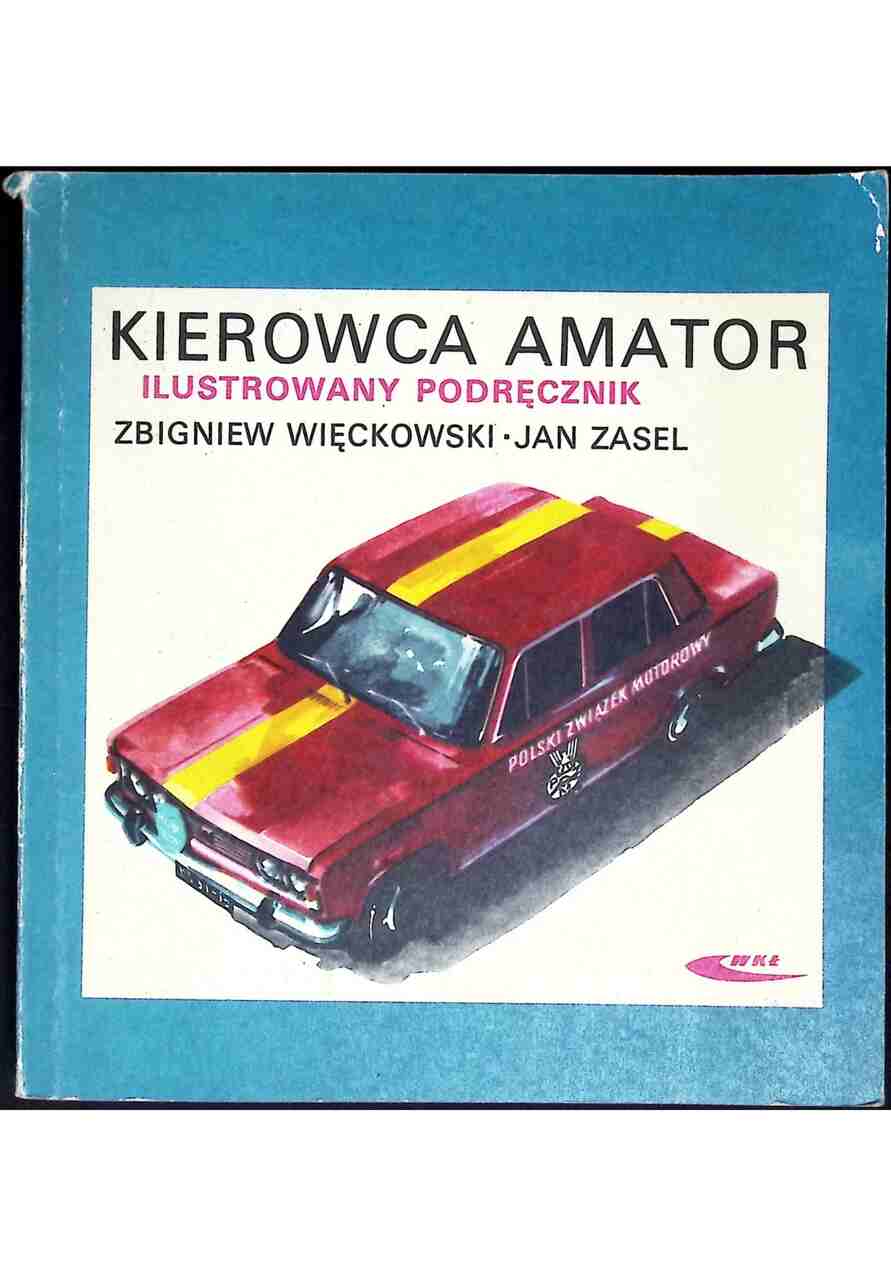 KIEROWCA AMATOR
ILUSTROWANY PODRĘCZNIK
ZBIGNIEW WIĘCKOWSKI · JAN ZASEL
POLSKI ZWIĄZEK MOTOROWY
WKŁ